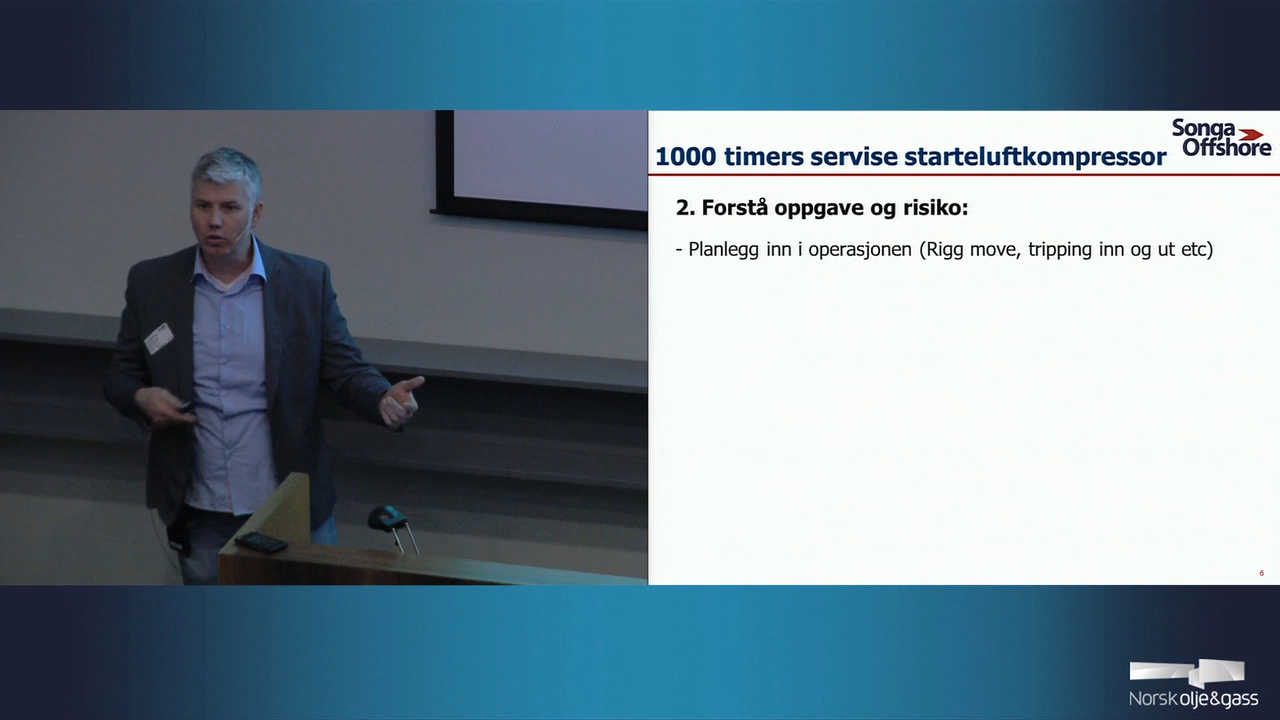 Songa
Offshore
1000 timers servise starteluftkompressor
2. Forstå oppgave og risiko:
- Planlegg inn i operasjonen (Rigg move, tripping inn og ut etc)
6
Norsk olje&gass